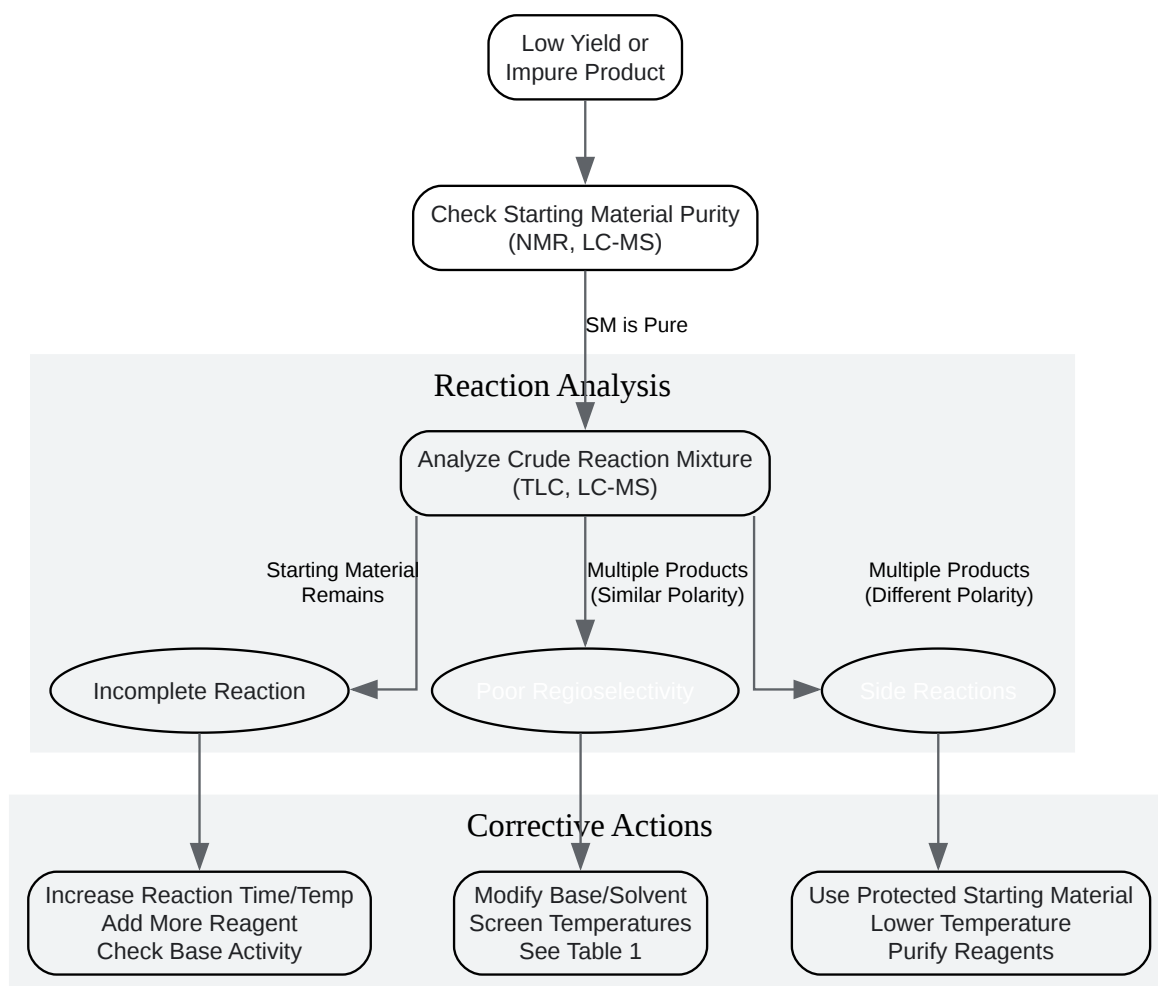 Low Yield or
Impure Product
Check Starting Material Purity
(NMR, LC-MS)
SM is Pure
Reaction Analysis
Analyze Crude Reaction Mixture
(TLC, LC-MS)
Starting Material
Remains
Multiple Products
(Similar Polarity)
Multiple Products
(Different Polarity)
Incomplete Reaction
Poor Regioselectivity
Side Reactions
Corrective Actions
Increase Reaction Time/Temp
Add More Reagent
Check Base Activity
Modify Base/Solvent
Screen Temperatures
See Table 1
Use Protected Starting Material
Lower Temperature
Purify Reagents